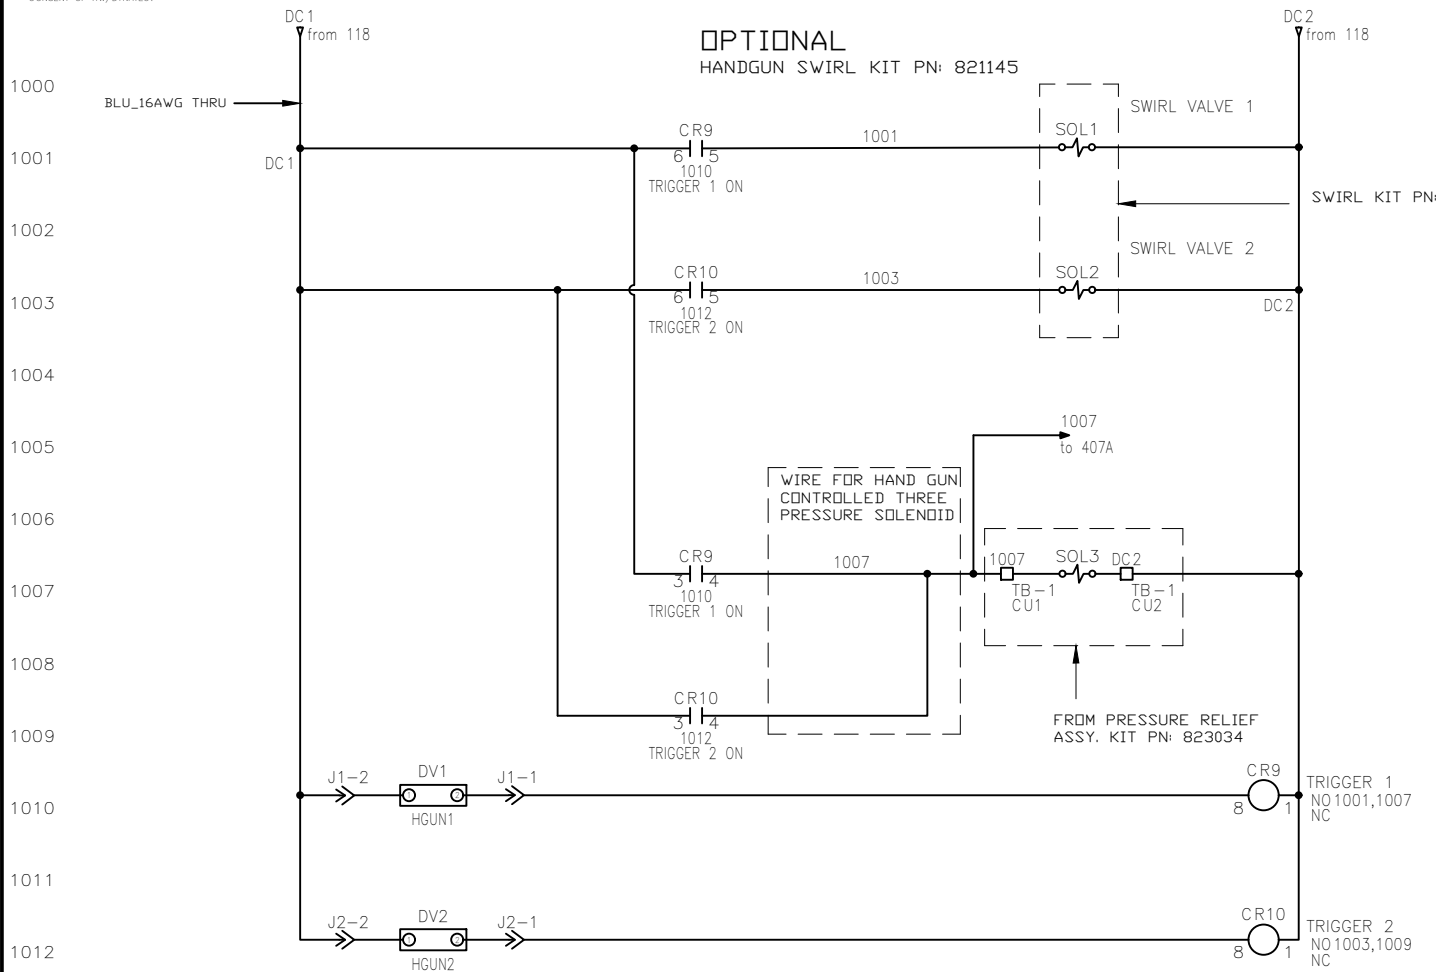 DC1
from 118
DC2
from 118
OPTIONAL
HANDGUN SWIRL KIT PN: 821145
1000
BLU_16AWG THRU
SWIRL VALVE 1
CR9
1001
SOL1
1001
DC1
6 5
1010
TRIGGER 1 ON
SWIRL KIT PN:
1002
SWIRL VALVE 2
CR10
1003
SOL2
1003
6 5
1012
TRIGGER 2 ON
DC2
1004
1007
to 407A
1005
WIRE FOR HAND GUN
CONTROLLED THREE
PRESSURE SOLENOID
1006
CR9
1007
1007
SOL3
DC2
1007
3 4
1010
TRIGGER 1 ON
TB-1
CU1
TB-1
CU2
1008
CR10
3 4
1012
TRIGGER 2 ON
FROM PRESSURE RELIEF
ASSY. KIT PN: 823034
1009
J1-2
DV1
J1-1
CR9
1 2
HGUN1
8 1
TRIGGER 1
NO1001,1007
NC
1010
1011
J2-2
DV2
J2-1
CR10
1 2
HGUN2
8 1
TRIGGER 2
NO1003,1009
NC
1012